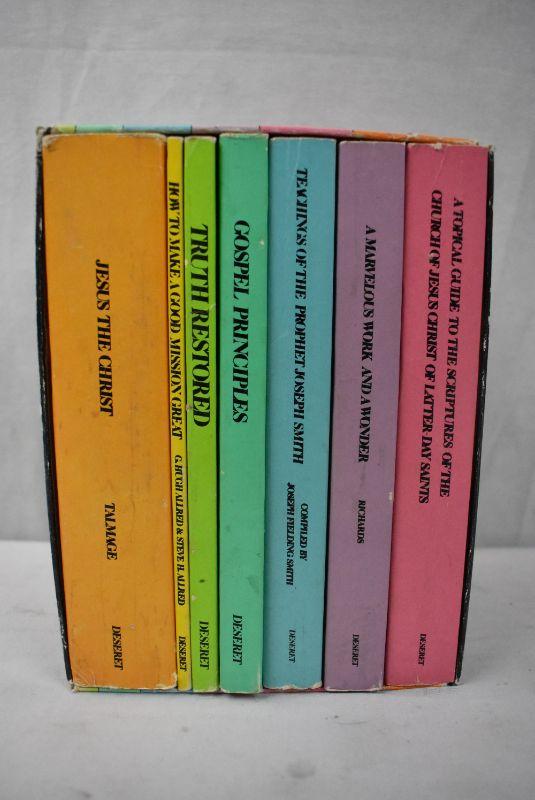 JESUS THE CHRIST
TALMAGE
DESERET
HOW TO MAKE A GOOD MISSION GREAT
G. HUGH ALLRED & STEVE H. ALLRED
DESERET
TRUTH RESTORED
DESERET
GOSPEL PRINCIPLES
DESERET
TEACHINGS OF THE PROPHET JOSEPH SMITH
COMPILED BY
JOSEPH FIELDING SMITH
DESERET
A MARVELOUS WORK AND A WONDER
RICHARDS
DESERET
A TOPICAL GUIDE TO THE SCRIPTURES OF THE
CHURCH OF JESUS CHRIST OF LATTER-DAY SAINTS
DESERET